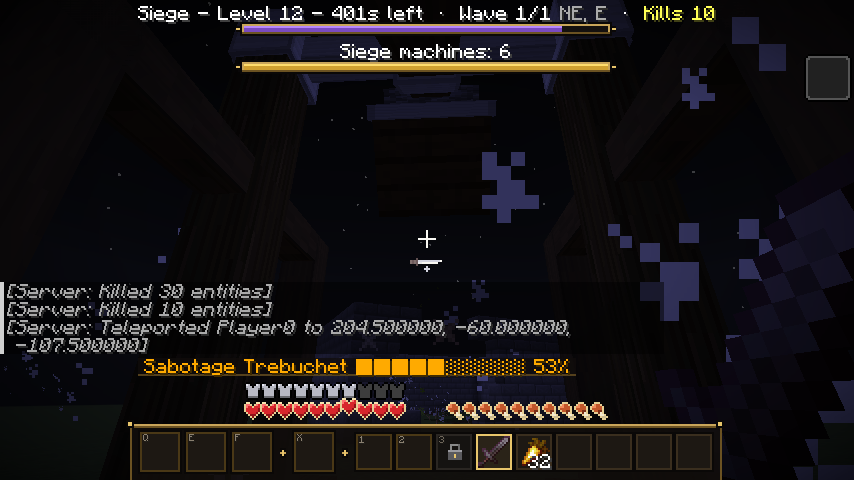 Siege - Level 12 - 401s left · Wave 1/1 NE, E · Kills 10
Siege machines: 6
[Server: Killed 30 entities]
[Server: Killed 10 entities]
[Server: Teleported Player0 to 204.500000, -60.000000,
-107.500000]
Sabotage Trebuchet 53%
Q E F X 1 2 3
32